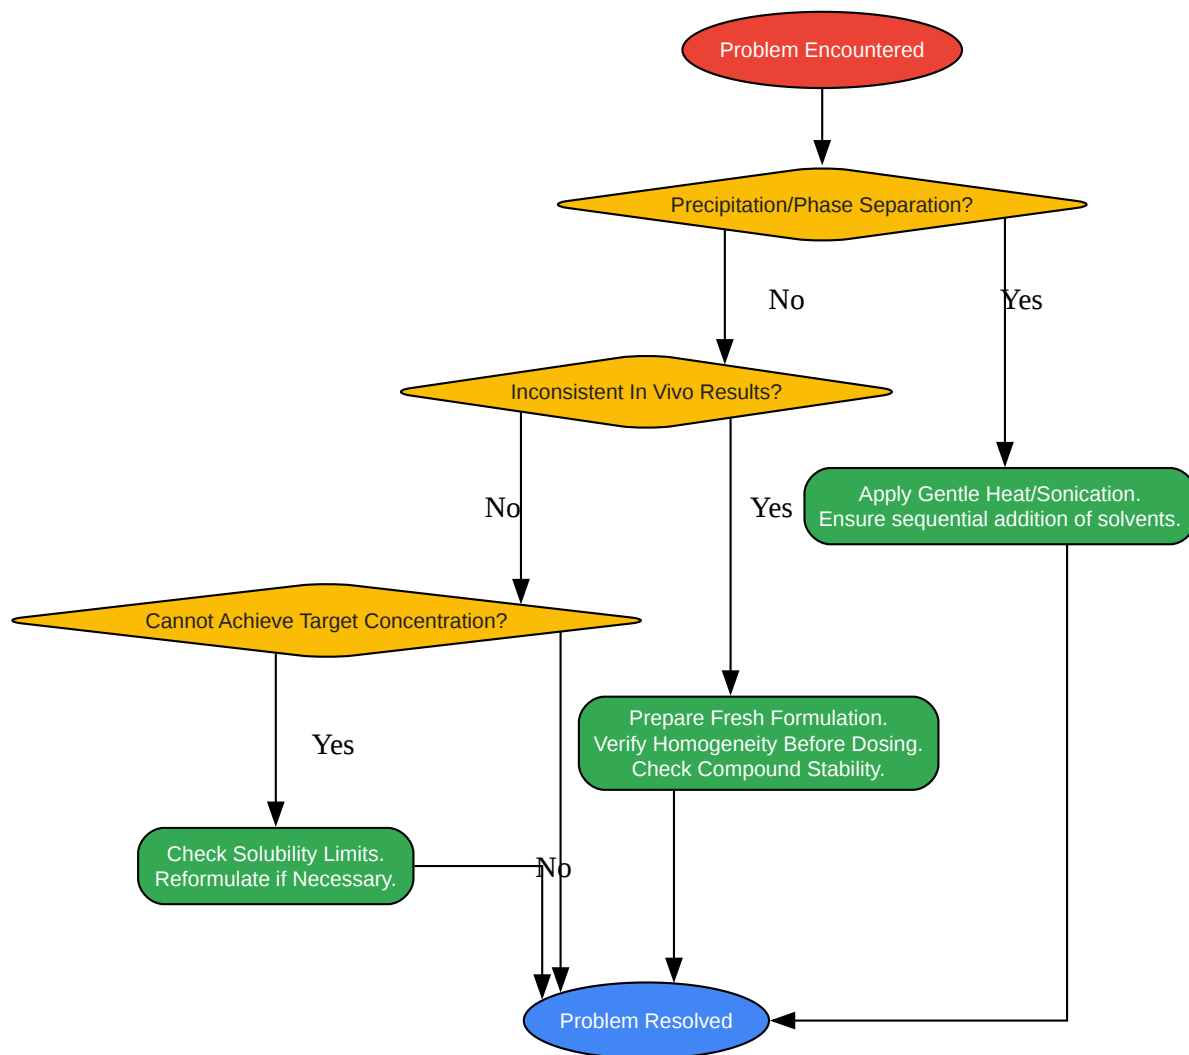 Problem Encountered
Precipitation/Phase Separation?
No
Yes
Inconsistent In Vivo Results?
No
Yes
Apply Gentle Heat/Sonication.
Ensure sequential addition of solvents.
Cannot Achieve Target Concentration?
Yes
Prepare Fresh Formulation.
Verify Homogeneity Before Dosing.
Check Compound Stability.
Check Solubility Limits.
Reformulate if Necessary.
No
Problem Resolved